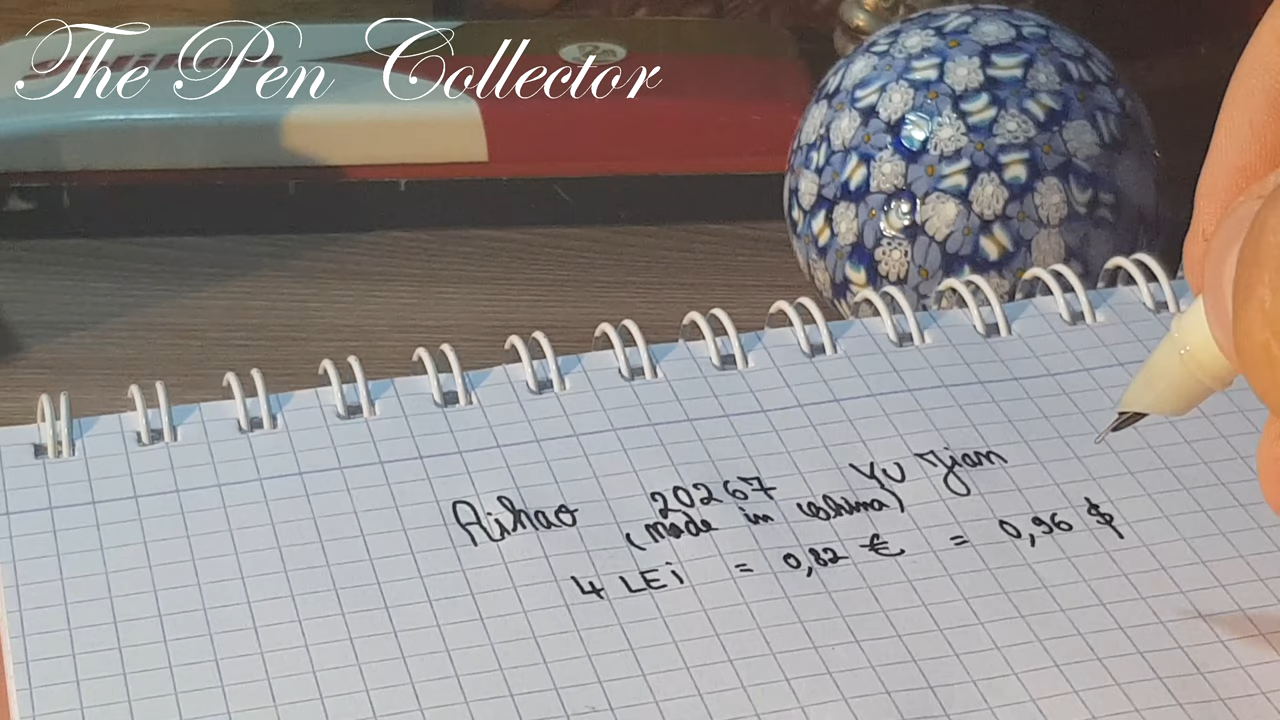 The Pen Collector
Aihao 20267 Yu Jian
(made in China)
4 LEi = 0,82 € = 0,96 $